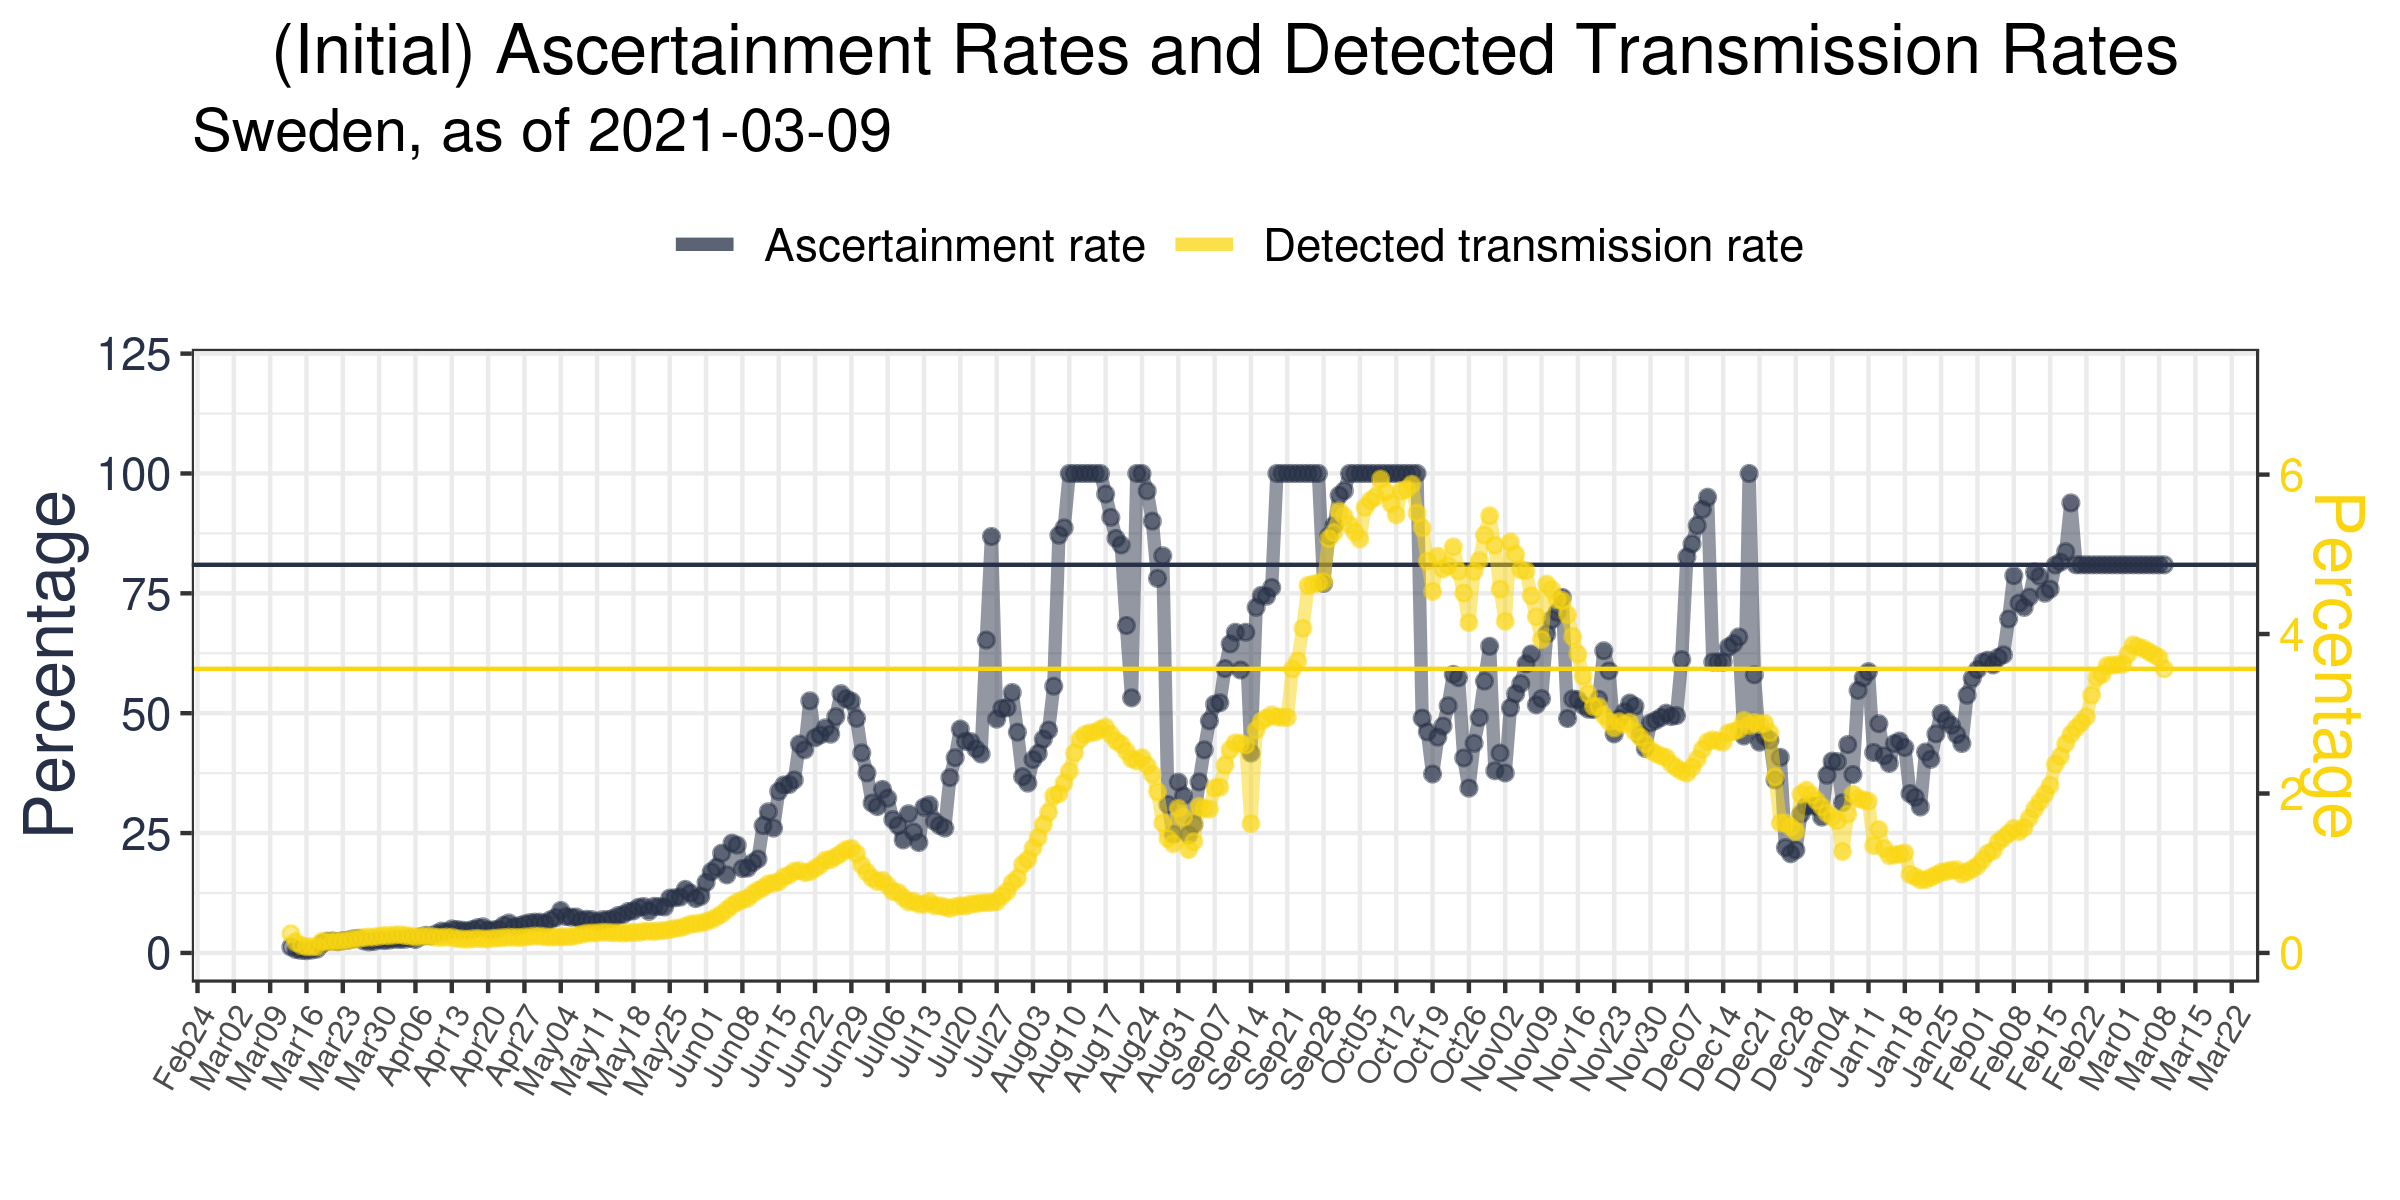 (Initial) Ascertainment Rates and Detected Transmission Rates
Sweden, as of 2021-03-09
Ascertainment rate
Detected transmission rate
Percentage
125
100
75
50
25
0
6
4
2
0
Percentage
Feb24
Mar02
Mar09
Mar16
Mar23
Mar30
Apr06
Apr13
Apr20
Apr27
May04
May11
May18
May25
Jun01
Jun08
Jun15
Jun22
Jun29
Jul06
Jul13
Jul20
Jul27
Aug03
Aug10
Aug17
Aug24
Aug31
Sep07
Sep14
Sep21
Sep28
Oct05
Oct12
Oct19
Oct26
Nov02
Nov09
Nov16
Nov23
Nov30
Dec07
Dec14
Dec21
Dec28
Jan04
Jan11
Jan18
Jan25
Feb01
Feb08
Feb15
Feb22
Mar01
Mar08
Mar15
Mar22